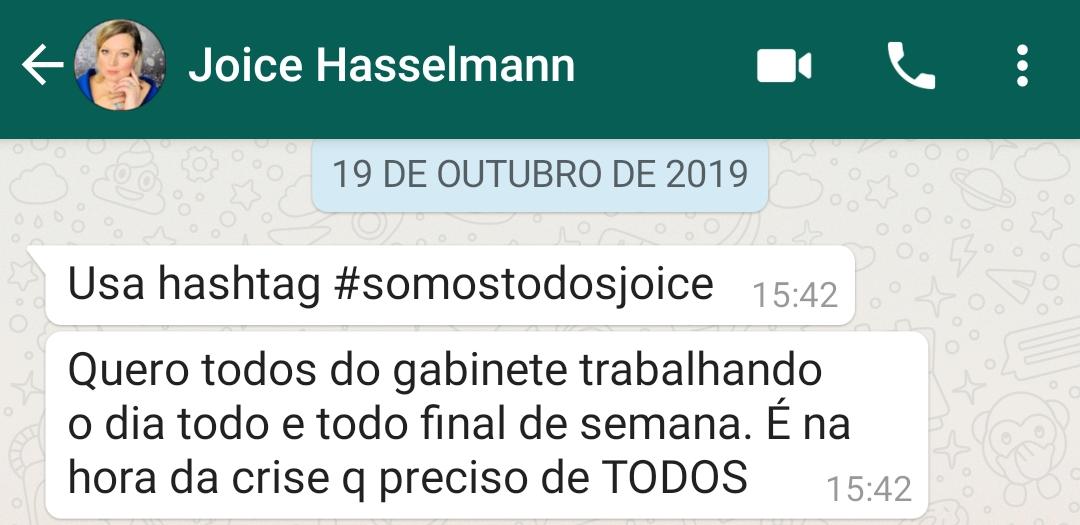 Joice Hasselmann
19 DE OUTUBRO DE 2019
Usa hashtag #somostodosjoice 15:42
Quero todos do gabinete trabalhando
o dia todo e todo final de semana. É na
hora da crise q preciso de TODOS 15:42